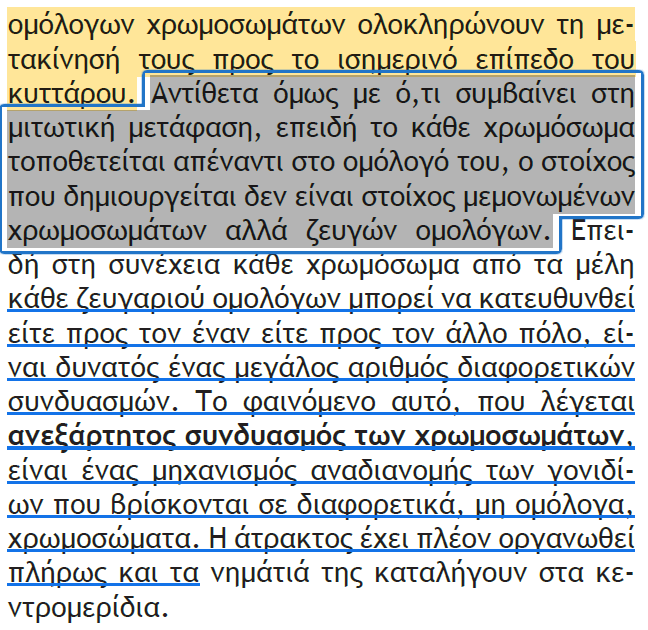 ομόλογων χρωμοσωμάτων ολοκληρώνουν τη με-
τακίνησή τους προς το ισημερινό επίπεδο του
κυττάρου. Αντίθετα όμως με ό,τι συμβαίνει στη
μιτωτική μετάφαση, επειδή το κάθε χρωμόσωμα
τοποθετείται απέναντι στο ομόλογό του, ο στοίχος
που δημιουργείται δεν είναι στοίχος μεμονωμένων
χρωμοσωμάτων αλλά ζευγών ομολόγων. Επει-
δή στη συνέχεια κάθε χρωμόσωμα από τα μέλη
κάθε ζευγαριού ομολόγων μπορεί να κατευθυνθεί
είτε προς τον έναν είτε προς τον άλλο πόλο, εί-
ναι δυνατός ένας μεγάλος αριθμός διαφορετικών
συνδυασμών. Το φαινόμενο αυτό, που λέγεται
ανεξάρτητος συνδυασμός των χρωμοσωμάτων,
είναι ένας μηχανισμός αναδιανομής των γονιδί-
ων που βρίσκονται σε διαφορετικά, μη ομόλογα,
χρωμοσώματα. Η άτρακτος έχει πλέον οργανωθεί
πλήρως και τα νημάτιά της καταλήγουν στα κε-
ντρομερίδια.